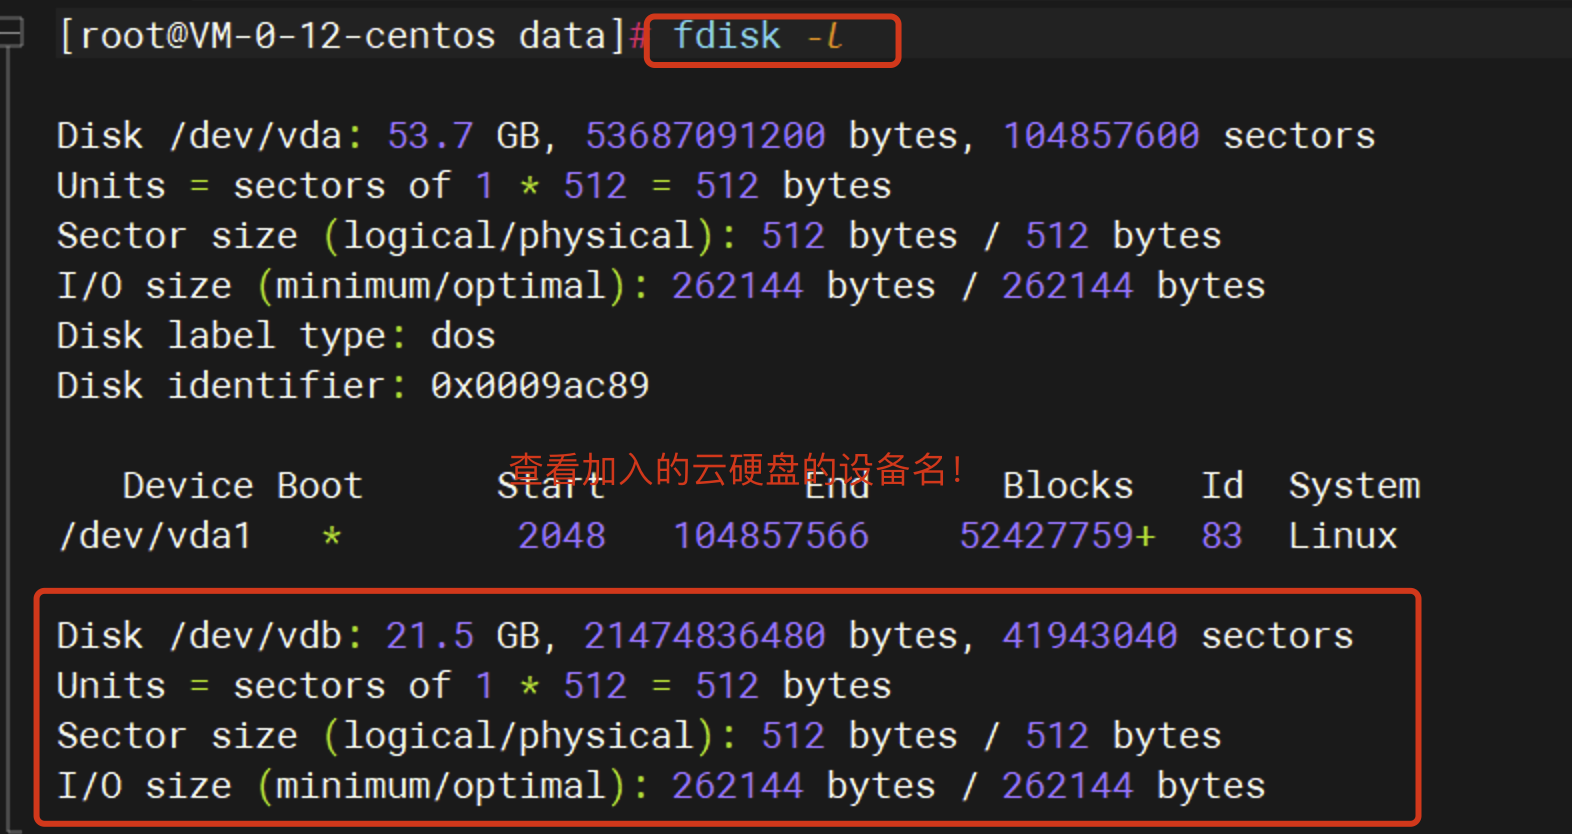 [root@VM-0-12-centos data]# fdisk -l
Disk /dev/vda: 53.7 GB, 53687091200 bytes, 104857600 sectors
Units = sectors of 1 * 512 = 512 bytes
Sector size (logical/physical): 512 bytes / 512 bytes
I/O size (minimum/optimal): 262144 bytes / 262144 bytes
Disk label type: dos
Disk identifier: 0x0009ac89
查看加入的云硬盘的设备名！
Device Boot Start End Blocks Id System
/dev/vda1 * 2048 104857566 52427759+ 83 Linux
Disk /dev/vdb: 21.5 GB, 21474836480 bytes, 41943040 sectors
Units = sectors of 1 * 512 = 512 bytes
Sector size (logical/physical): 512 bytes / 512 bytes
I/O size (minimum/optimal): 262144 bytes / 262144 bytes